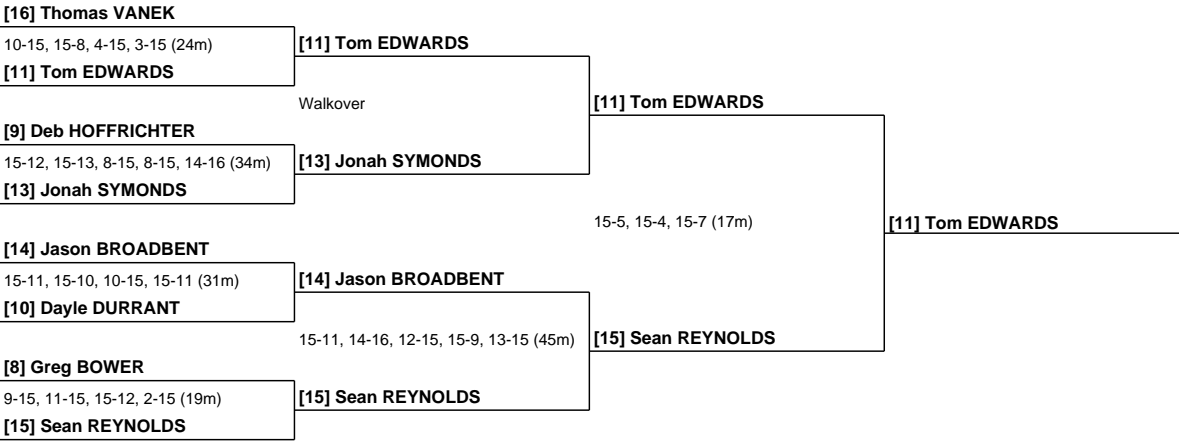 [16] Thomas VANEK
10-15, 15-8, 4-15, 3-15 (24m)
[11] Tom EDWARDS
[11] Tom EDWARDS
Walkover
[11] Tom EDWARDS
[9] Deb HOFFRICHTER
15-12, 15-13, 8-15, 8-15, 14-16 (34m)
[13] Jonah SYMONDS
[13] Jonah SYMONDS
15-5, 15-4, 15-7 (17m)
[11] Tom EDWARDS
[14] Jason BROADBENT
15-11, 15-10, 10-15, 15-11 (31m)
[14] Jason BROADBENT
[10] Dayle DURRANT
15-11, 14-16, 12-15, 15-9, 13-15 (45m)
[15] Sean REYNOLDS
[8] Greg BOWER
9-15, 11-15, 15-12, 2-15 (19m)
[15] Sean REYNOLDS
[15] Sean REYNOLDS